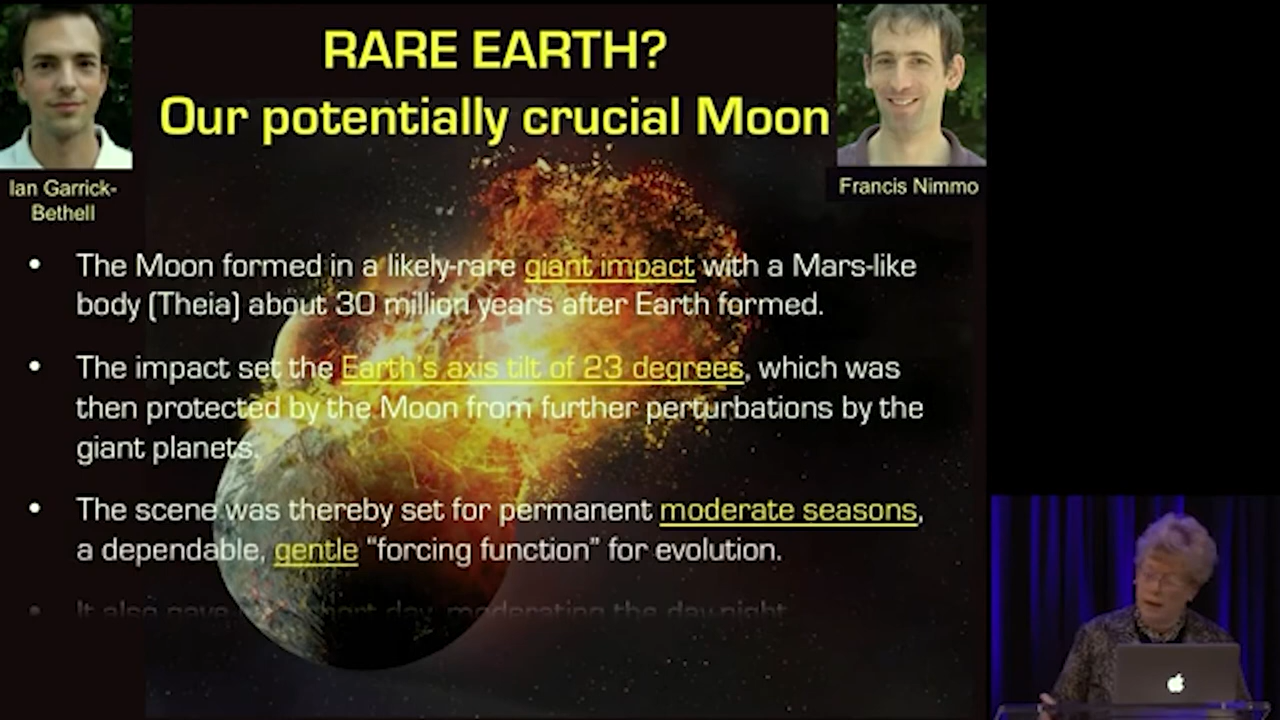 RARE EARTH?
Our potentially crucial Moon
Ian Garrick-
Bethell
Francis Nimmo
• The Moon formed in a likely-rare giant impact with a Mars-like
body (Theia) about 30 million years after Earth formed.
• The impact set the Earth's axis tilt of 23 degrees, which was
then protected by the Moon from further perturbations by the
giant planets.
• The scene was thereby set for permanent moderate seasons,
a dependable, gentle “forcing function” for evolution.
• It also gave short day, moderating the day-night